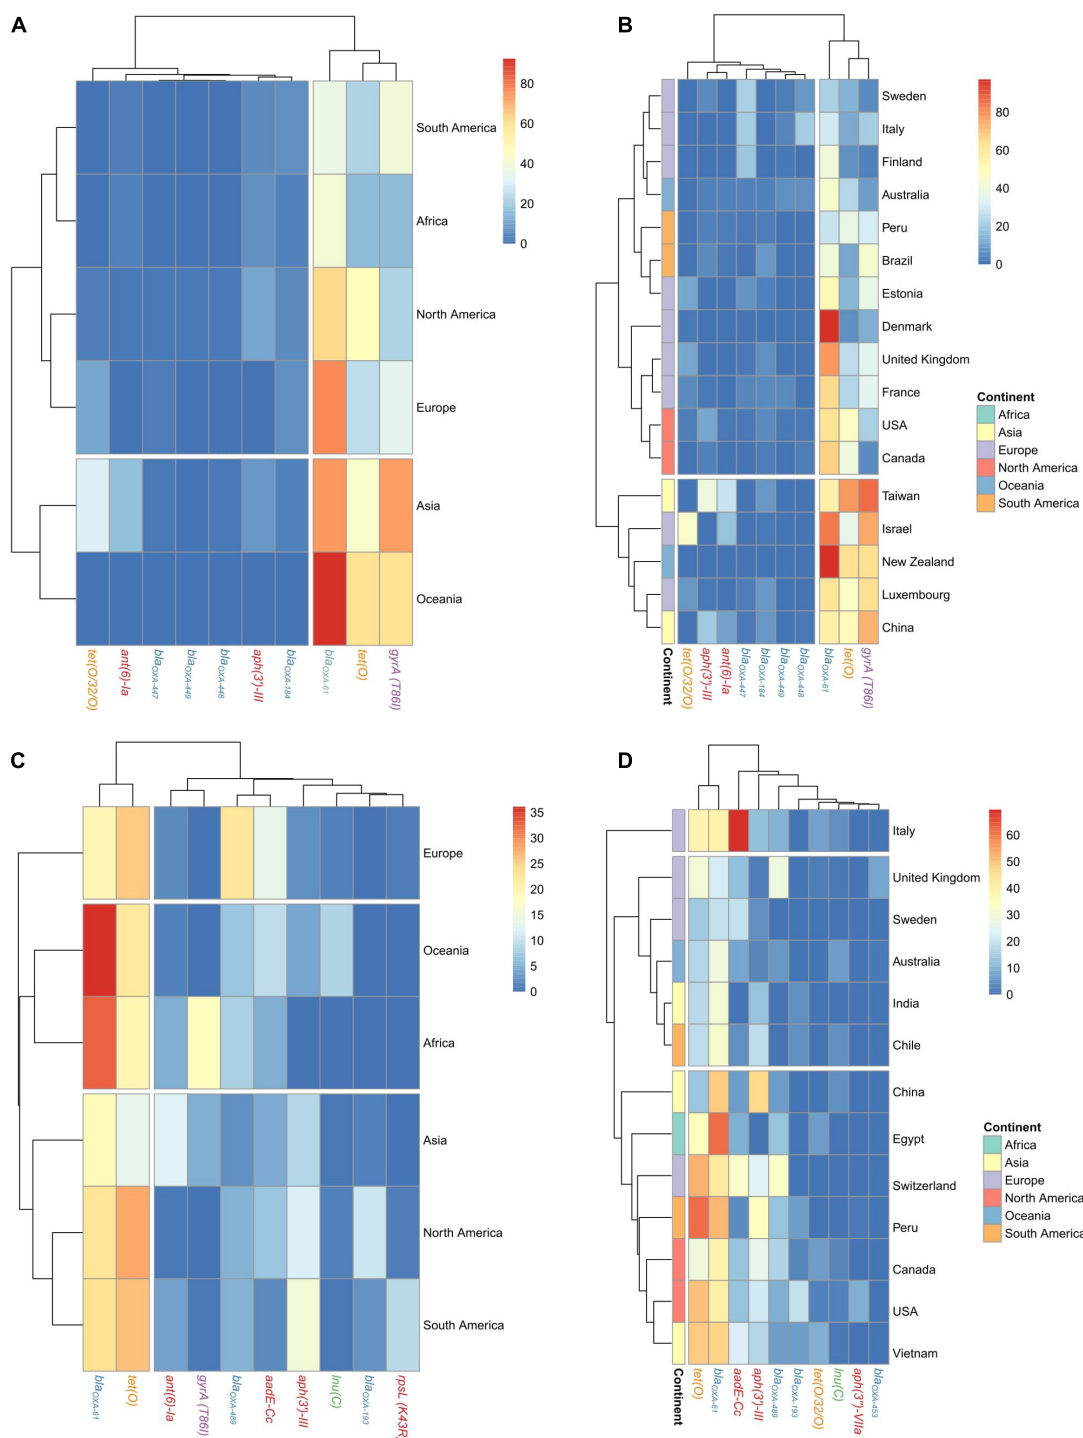 A
South America
Africa
North America
Europe
Asia
Oceania
80
60
40
20
0
tet(O/32/O)
ant(6)-Ia
blaOXA-447
blaOXA-449
blaOXA-448
aph(3')-III
blaOXA-184
blaOXA-61
tet(O)
gyrA (T86I)
B
Sweden
Italy
Finland
Australia
Peru
Brazil
Estonia
Denmark
United Kingdom
France
USA
Canada
Taiwan
Israel
New Zealand
Luxembourg
China
80
60
40
20
0
Continent
Africa
Asia
Europe
North America
Oceania
South America
Continent
tet(O/32/O)
aph(3')-III
ant(6)-Ia
blaOXA-447
blaOXA-184
blaOXA-449
blaOXA-448
blaOXA-61
tet(O)
gyrA (T86I)
C
Europe
Oceania
Africa
Asia
North America
South America
35
30
25
20
15
10
5
0
blaOXA-61
tet(O)
ant(6)-Ia
gyrA (T86I)
blaOXA-489
aadE-Cc
aph(3')-III
lnu(C)
blaOXA-193
rpsL (K43R
D
Italy
United Kingdom
Sweden
Australia
India
Chile
China
Egypt
Switzerland
Peru
Canada
USA
Vietnam
60
50
40
30
20
10
0
Continent
Africa
Asia
Europe
North America
Oceania
South America
Continent
tet(O)
blaOXA-61
aadE-Cc
aph(3')-III
blaOXA-489
blaOXA-193
tet(O/32/O)
lnu(C)
aph(3'')-VIIa
blaOXA-453